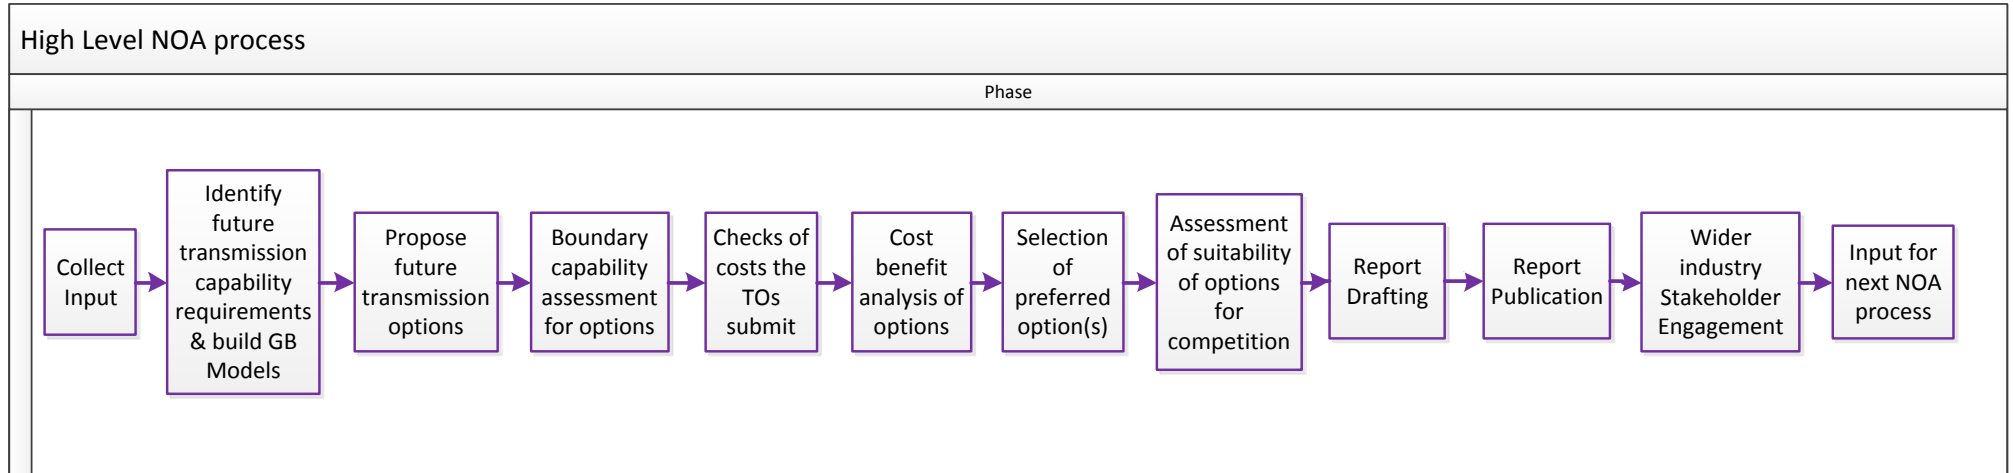 High Level NOA process
Phase
Collect
Input
Identify
future
transmission
capability
requirements
& build GB
Models
Propose
future
transmission
options
Boundary
capability
assessment
for options
Checks of
costs the
TOs
submit
Cost
benefit
analysis of
options
Selection
of
preferred
option(s)
Assessment
of suitability
of options
for
competition
Report
Drafting
Report
Publication
Wider
industry
Stakeholder
Engagement
Input for
next NOA
process